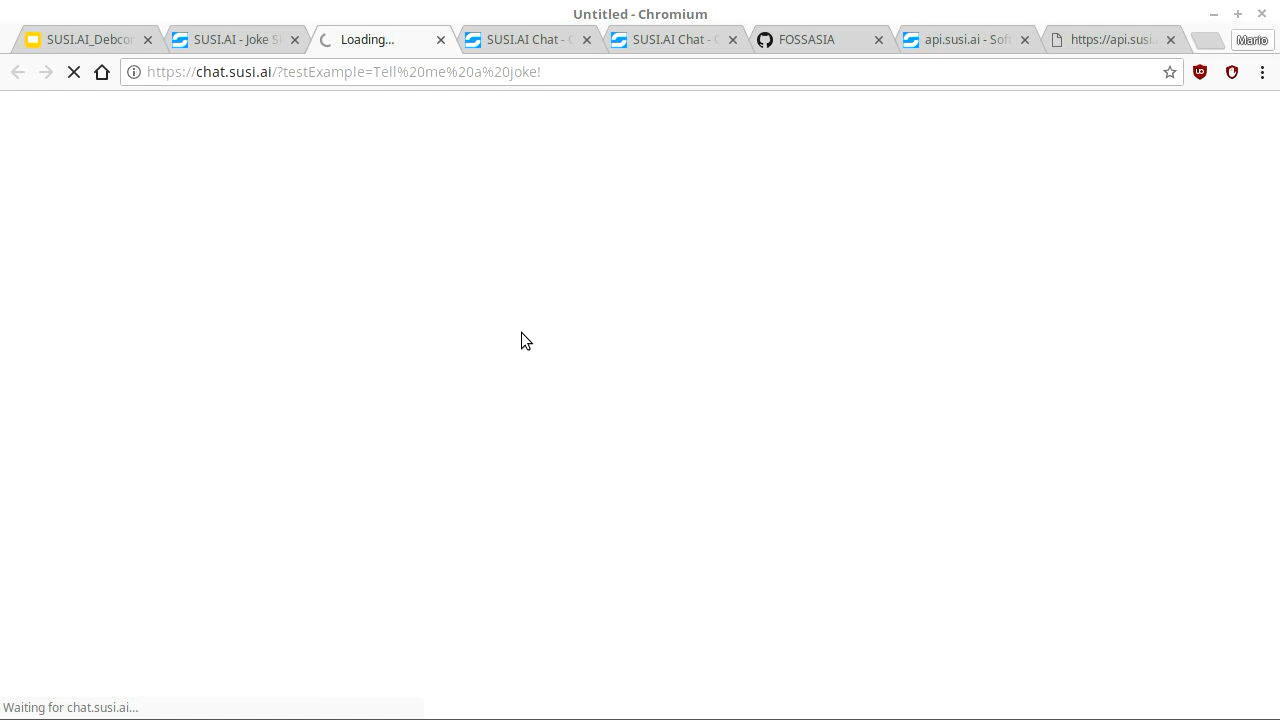 Untitled - Chromium
SUSI.AI_Debcon
SUSI.AI - Joke S
Loading...
SUSI.AI Chat -
SUSI.AI Chat -
FOSSASIA
api.susi.ai - Soft
https://api.susi.
Mario
https://chat.susi.ai/?testExample=Tell%20me%20a%20joke!
Waiting for chat.susi.ai...